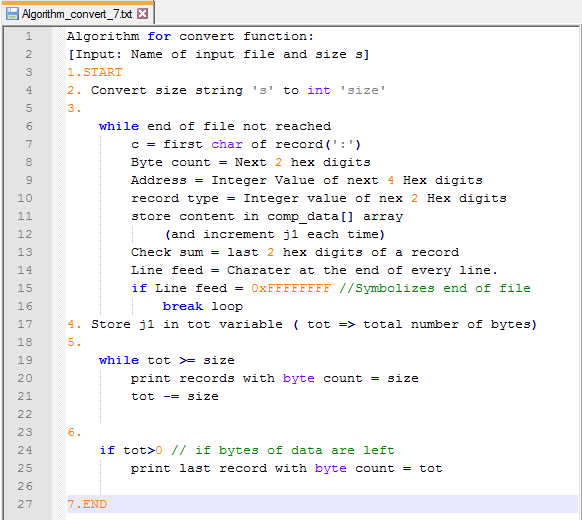 Algorithm_convert_7.txt
1 Algorithm for convert function:
2 [Input: Name of input file and size s]
3 1.START
4 2. Convert size string 's' to int 'size'
5 3.
6 while end of file not reached
7 c = first char of record(':')
8 Byte count = Next 2 hex digits
9 Address = Integer Value of next 4 Hex digits
10 record type = Integer value of nex 2 Hex digits
11 store content in comp_data[] array
12 (and increment j1 each time)
13 Check sum = last 2 hex digits of a record
14 Line feed = Charater at the end of every line.
15 if Line feed = 0xFFFFFFFF //Symbolizes end of file
16 break loop
17 4. Store j1 in tot variable ( tot => total number of bytes)
18 5.
19 while tot >= size
20 print records with byte count = size
21 tot -= size
22
23 6.
24 if tot>0 // if bytes of data are left
25 print last record with byte count = tot
26
27 7.END